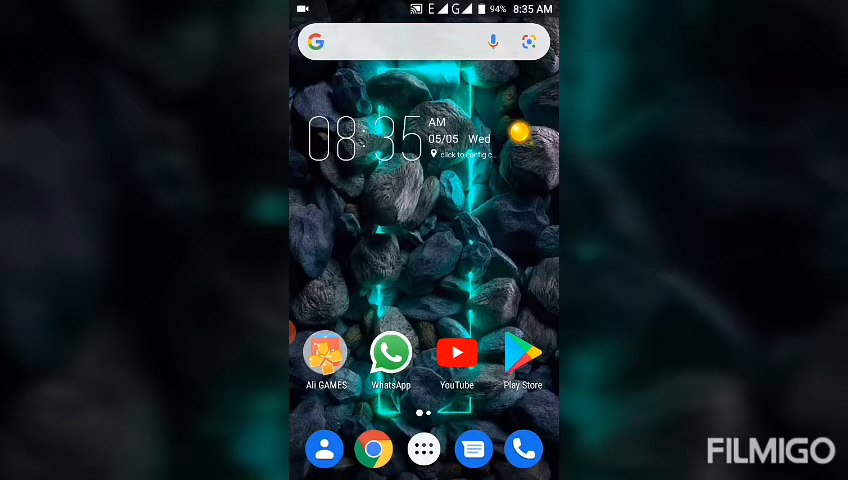 E G 94% 8:35 AM
G
08:35
AM
05/05 Wed
click to config c..
Ali GAMES WhatsApp YouTube Play Store
FILMIGO